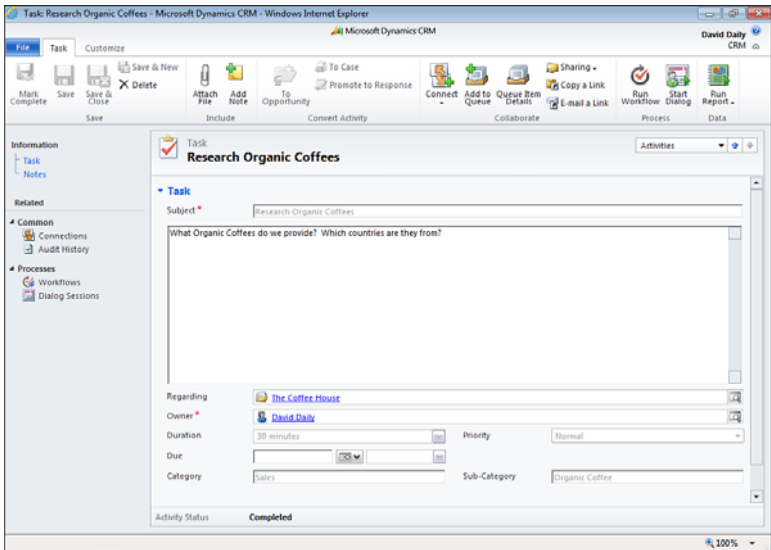 Task: Research Organic Coffees - Microsoft Dynamics CRM - Windows Internet Explorer
Microsoft Dynamics CRM
David Daily
CRM
File Task Customize
Mark Complete
Save
Save & Close
Save & New
Delete
Save
Attach File
Add Note
Include
To Opportunity
To Case
Promote to Response
Convert Activity
Connect
Add to Queue
Queue Item Details
Sharing
Copy a Link
E-mail a Link
Collaborate
Run Workflow
Start Dialog
Process
Run Report
Data
Information
Task
Notes
Related
Common
Connections
Audit History
Processes
Workflows
Dialog Sessions
Task
Research Organic Coffees
Activities
Task
Subject * Research Organic Coffees
What Organic Coffees do we provide? Which countries are they from?
Regarding The Coffee House
Owner * David Daily
Duration 30 minutes Priority Normal
Due
Category Sales Sub-Category Organic Coffee
Activity Status Completed
100%